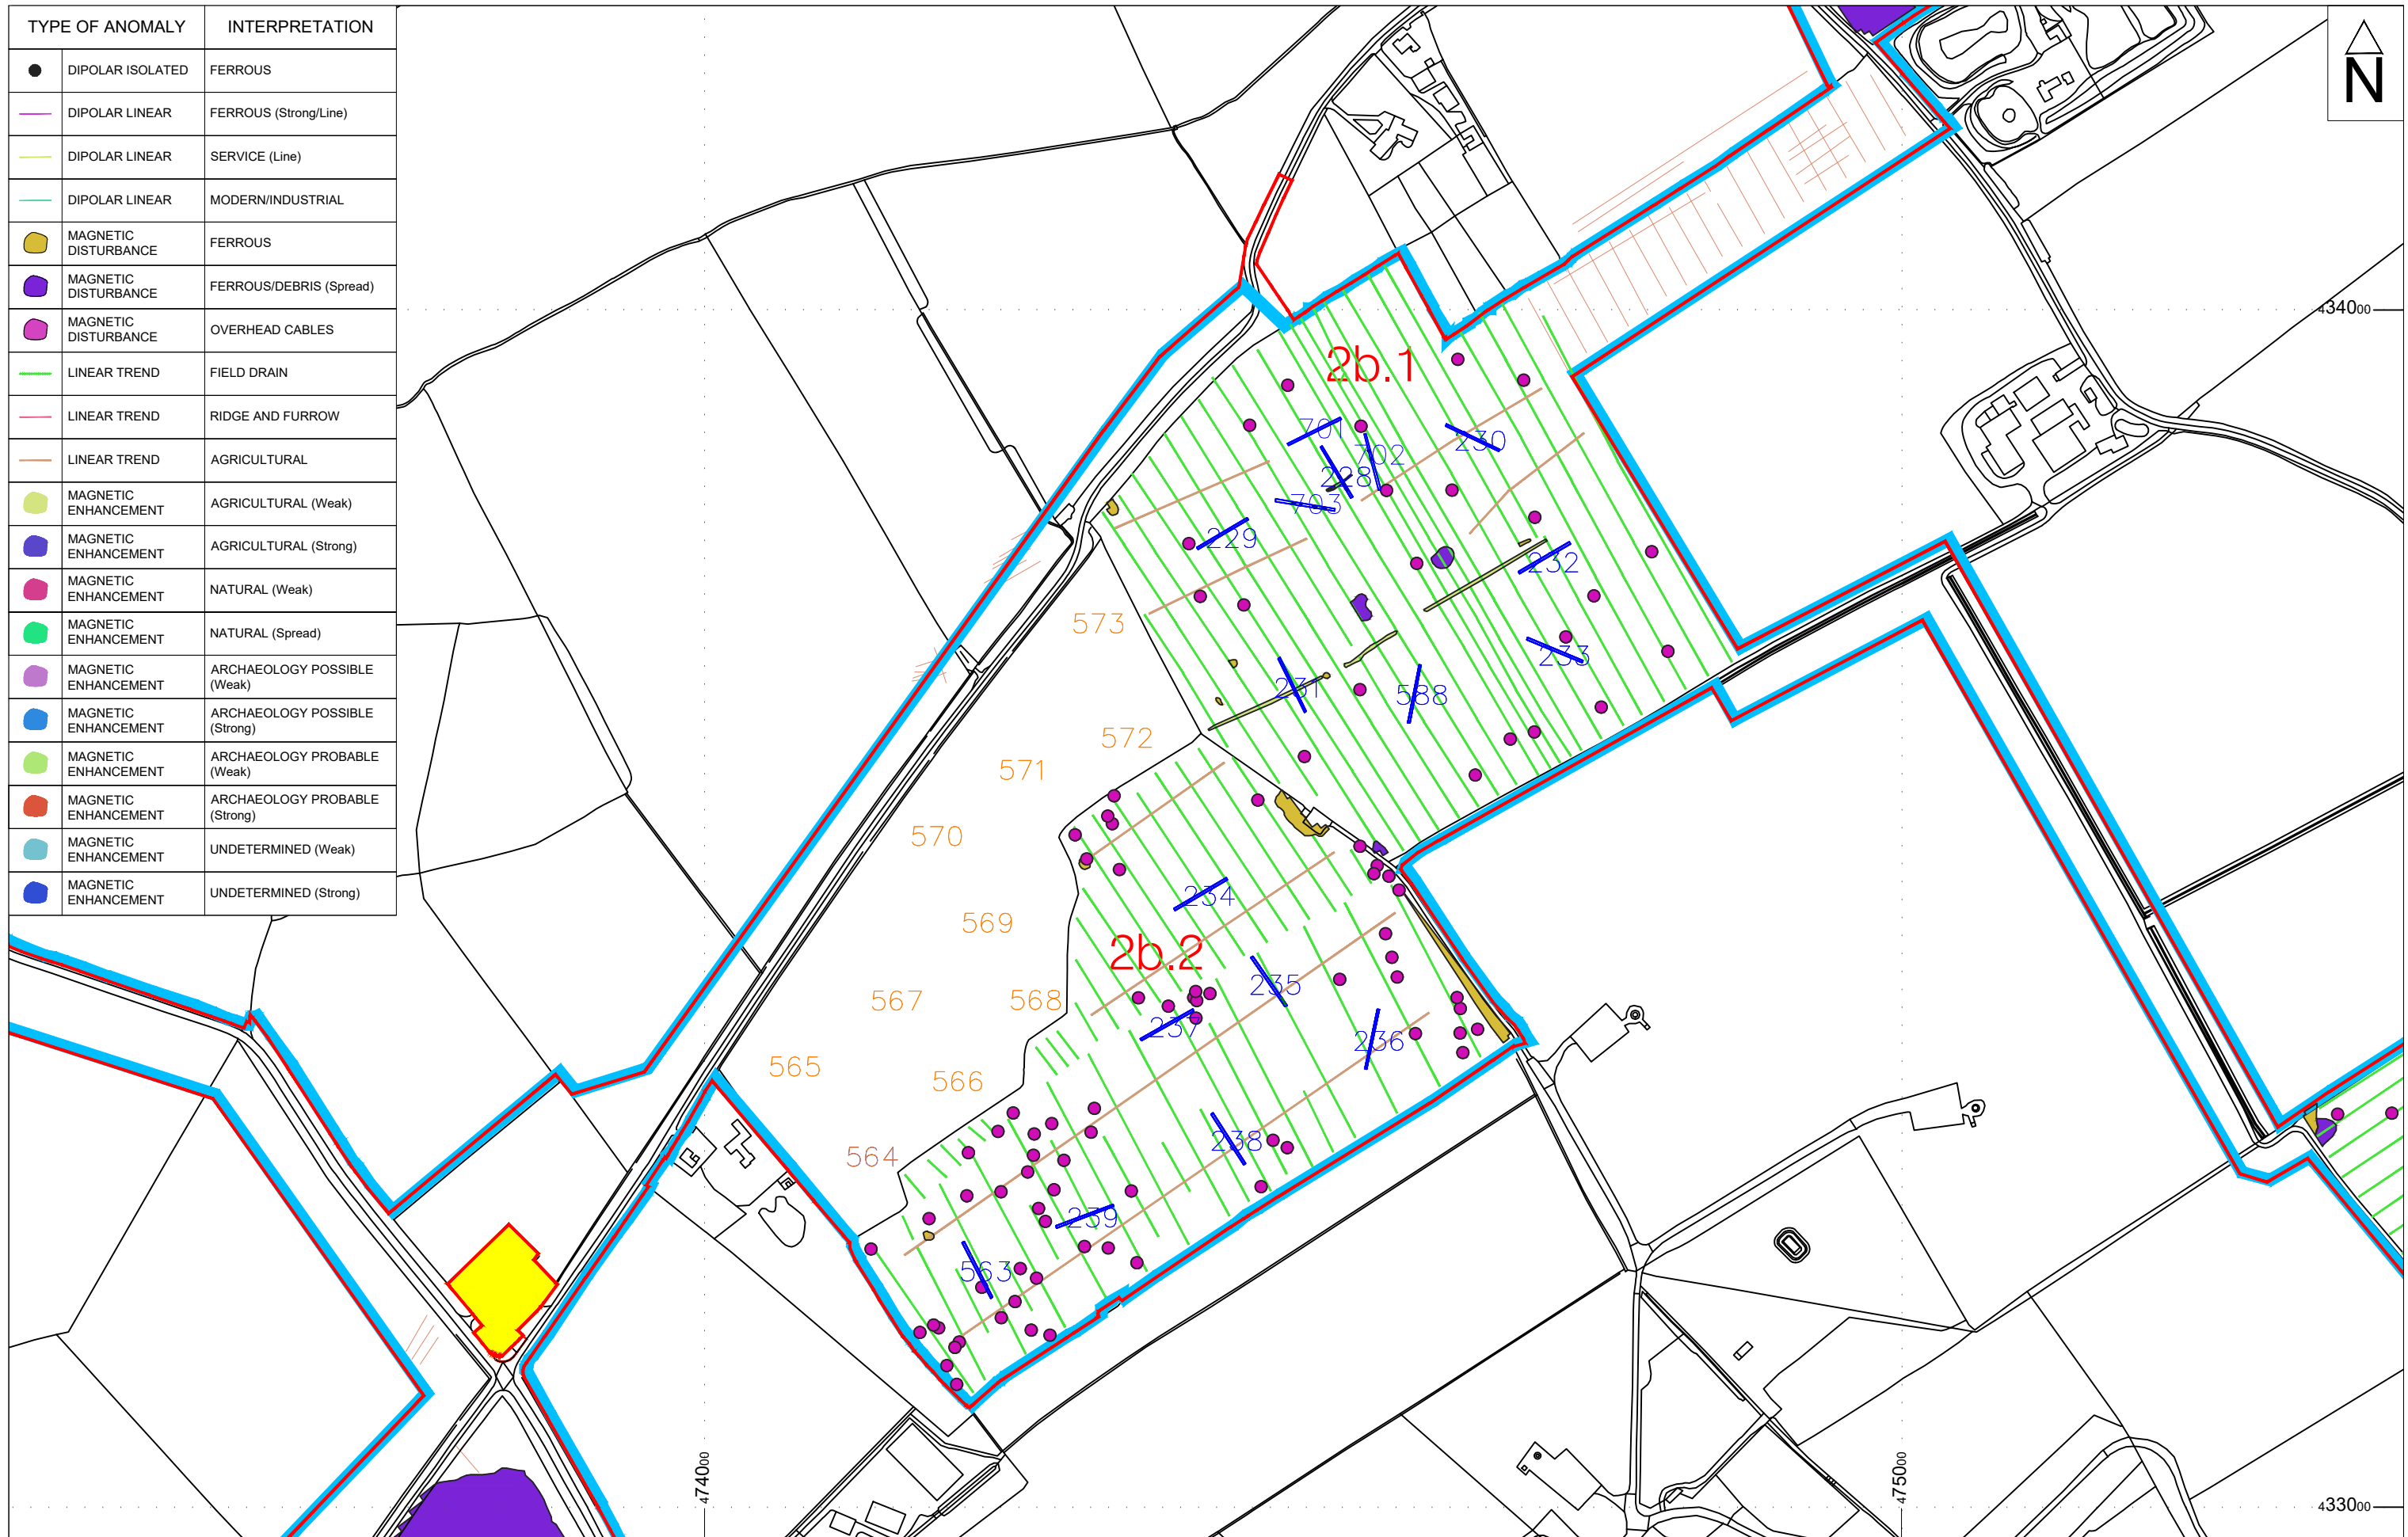 TYPE OF ANOMALY INTERPRETATION
DIPOLAR ISOLATED FERROUS
DIPOLAR LINEAR FERROUS (Strong/Line)
DIPOLAR LINEAR SERVICE (Line)
DIPOLAR LINEAR MODERN/INDUSTRIAL
MAGNETIC
DISTURBANCE
FERROUS
MAGNETIC
DISTURBANCE
FERROUS/DEBRIS (Spread)
MAGNETIC
DISTURBANCE
OVERHEAD CABLES
LINEAR TREND FIELD DRAIN
LINEAR TREND RIDGE AND FURROW
LINEAR TREND AGRICULTURAL
MAGNETIC
ENHANCEMENT
AGRICULTURAL (Weak)
MAGNETIC
ENHANCEMENT
AGRICULTURAL (Strong)
MAGNETIC
ENHANCEMENT
NATURAL (Weak)
MAGNETIC
ENHANCEMENT
NATURAL (Spread)
MAGNETIC
ENHANCEMENT
ARCHAEOLOGY POSSIBLE
(Weak)
MAGNETIC
ENHANCEMENT
ARCHAEOLOGY POSSIBLE
(Strong)
MAGNETIC
ENHANCEMENT
ARCHAEOLOGY PROBABLE
(Weak)
MAGNETIC
ENHANCEMENT
ARCHAEOLOGY PROBABLE
(Strong)
MAGNETIC
ENHANCEMENT
UNDETERMINED (Weak)
MAGNETIC
ENHANCEMENT
UNDETERMINED (Strong)
N
434000
2b.1
701
230
702
228
703
229
232
573
233
231
588
572
571
570
234
569
2b.2
235
567
568
237
236
565
566
238
564
239
563
474000
475000
433000